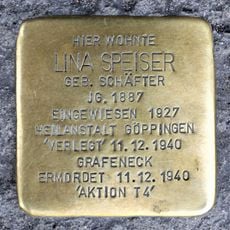 HIER WOHNTE
LINA SPEISER
GEB. SCHÄFTER
JG. 1887
EINGEWIESEN 1927
HEILANSTALT GÖPPINGEN
'VERLEGT' 11.12.1940
GRAFENECK
ERMORDET 11.12.1940
'AKTION T4'